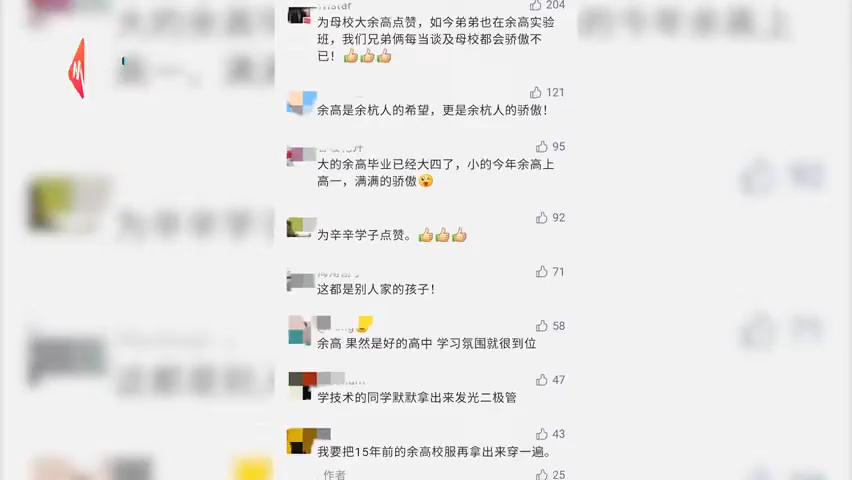 204
为母校大余高点赞，如今弟弟也在余高实验
班，我们兄弟俩每当谈及母校都会骄傲不
已！
121
余高是余杭人的希望，更是余杭人的骄傲！
95
大的余高毕业已经大四了，小的今年余高上
高一，满满的骄傲
92
为辛辛学子点赞。
71
这都是别人家的孩子！
58
余高 果然是好的高中 学习氛围就很到位
47
学技术的同学默默拿出来发光二极管
43
我要把15年前的余高校服再拿出来穿一遍。
作者
25